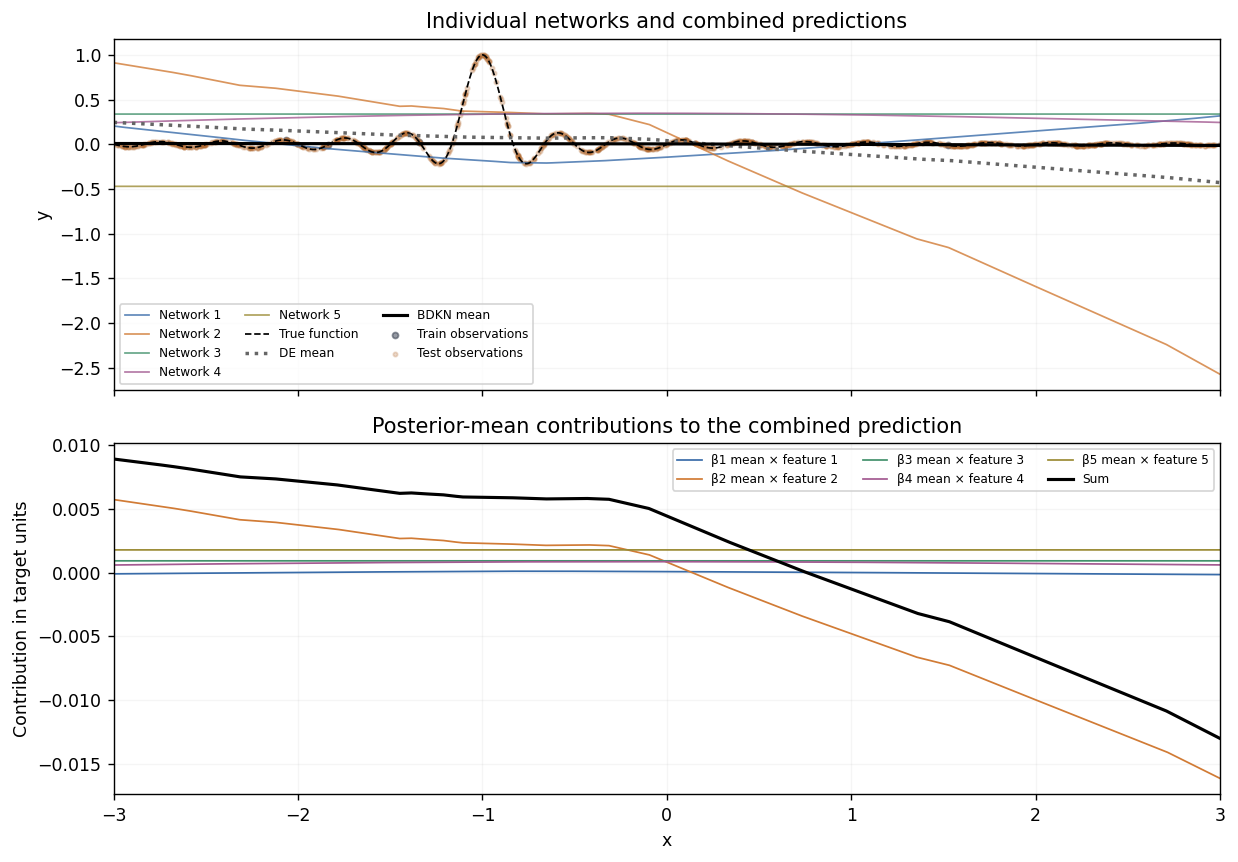 Individual networks and combined predictions
1.0
0.5
0.0
−0.5
−1.0
−1.5
−2.0
−2.5
y
Network 1
Network 2
Network 3
Network 4
Network 5
True function
DE mean
BDKN mean
Train observations
Test observations
Posterior-mean contributions to the combined prediction
0.010
0.005
0.000
−0.005
−0.010
−0.015
Contribution in target units
β1 mean × feature 1
β2 mean × feature 2
β3 mean × feature 3
β4 mean × feature 4
β5 mean × feature 5
Sum
−3 −2 −1 0 1 2 3
x